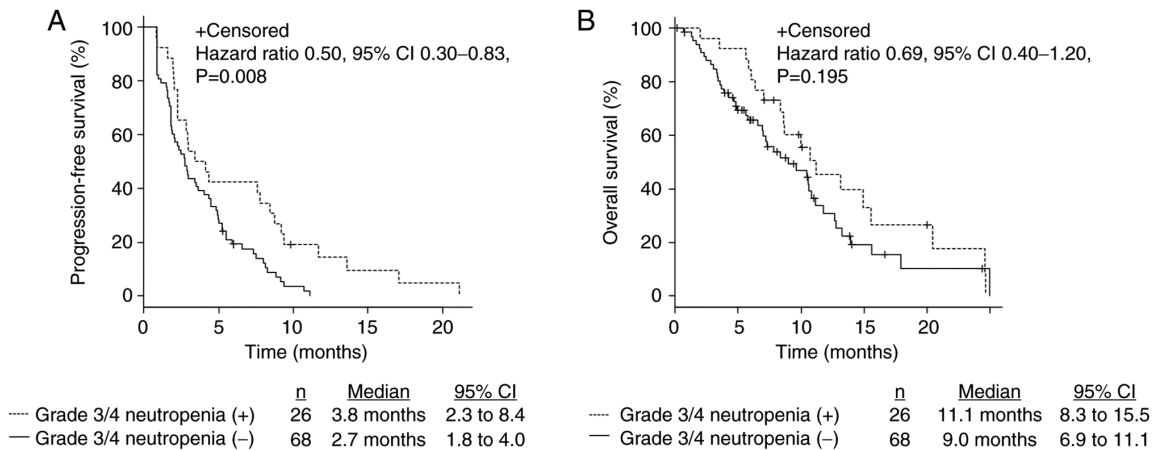 A
100
80
60
40
20
0
Progression-free survival (%)
+Censored
Hazard ratio 0.50, 95% CI 0.30–0.83,
P=0.008
0 5 10 15 20
Time (months)
n Median 95% CI
Grade 3/4 neutropenia (+) 26 3.8 months 2.3 to 8.4
Grade 3/4 neutropenia (–) 68 2.7 months 1.8 to 4.0
B
100
80
60
40
20
0
Overall survival (%)
+Censored
Hazard ratio 0.69, 95% CI 0.40–1.20,
P=0.195
0 5 10 15 20
Time (months)
n Median 95% CI
Grade 3/4 neutropenia (+) 26 11.1 months 8.3 to 15.5
Grade 3/4 neutropenia (–) 68 9.0 months 6.9 to 11.1